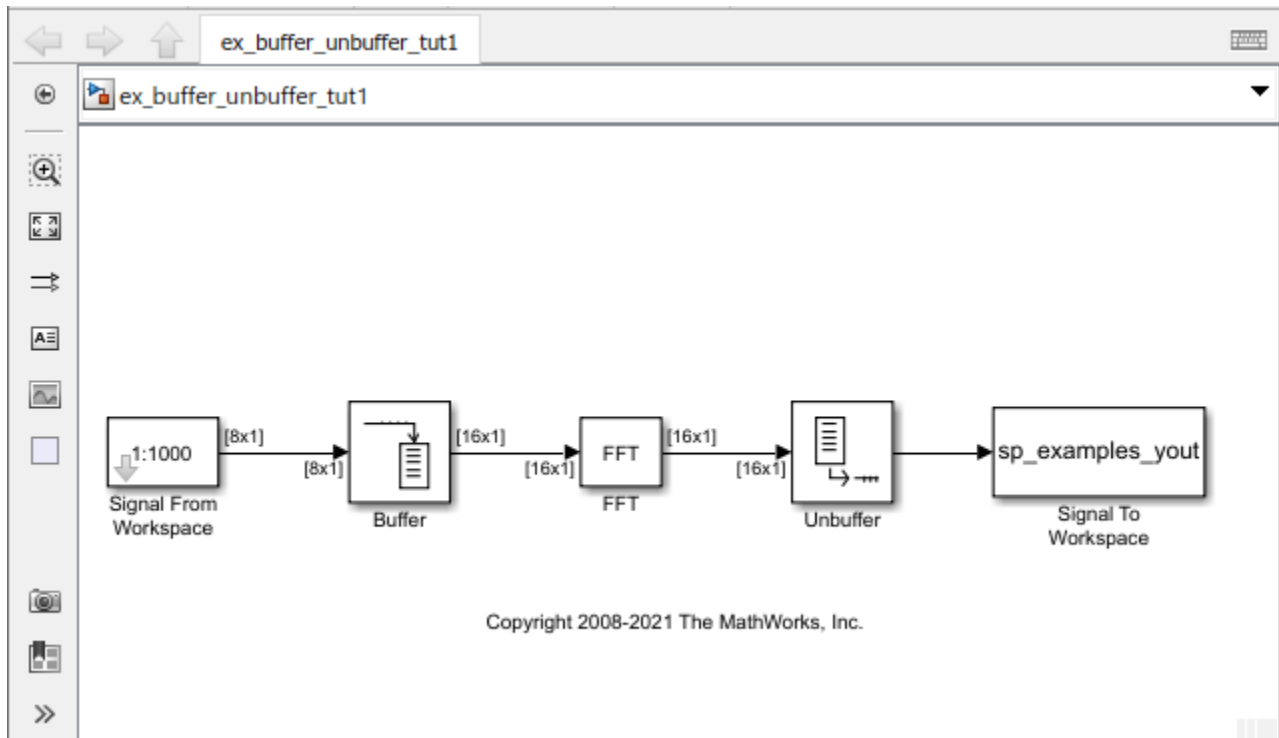 ex_buffer_unbuffer_tut1
ex_buffer_unbuffer_tut1
A
1:1000
[8x1]
[8x1]
[16x1]
[16x1]
FFT
[16x1]
[16x1]
sp_examples_yout
Signal From
Workspace
Buffer
FFT
Unbuffer
Signal To
Workspace
Copyright 2008-2021 The MathWorks, Inc.